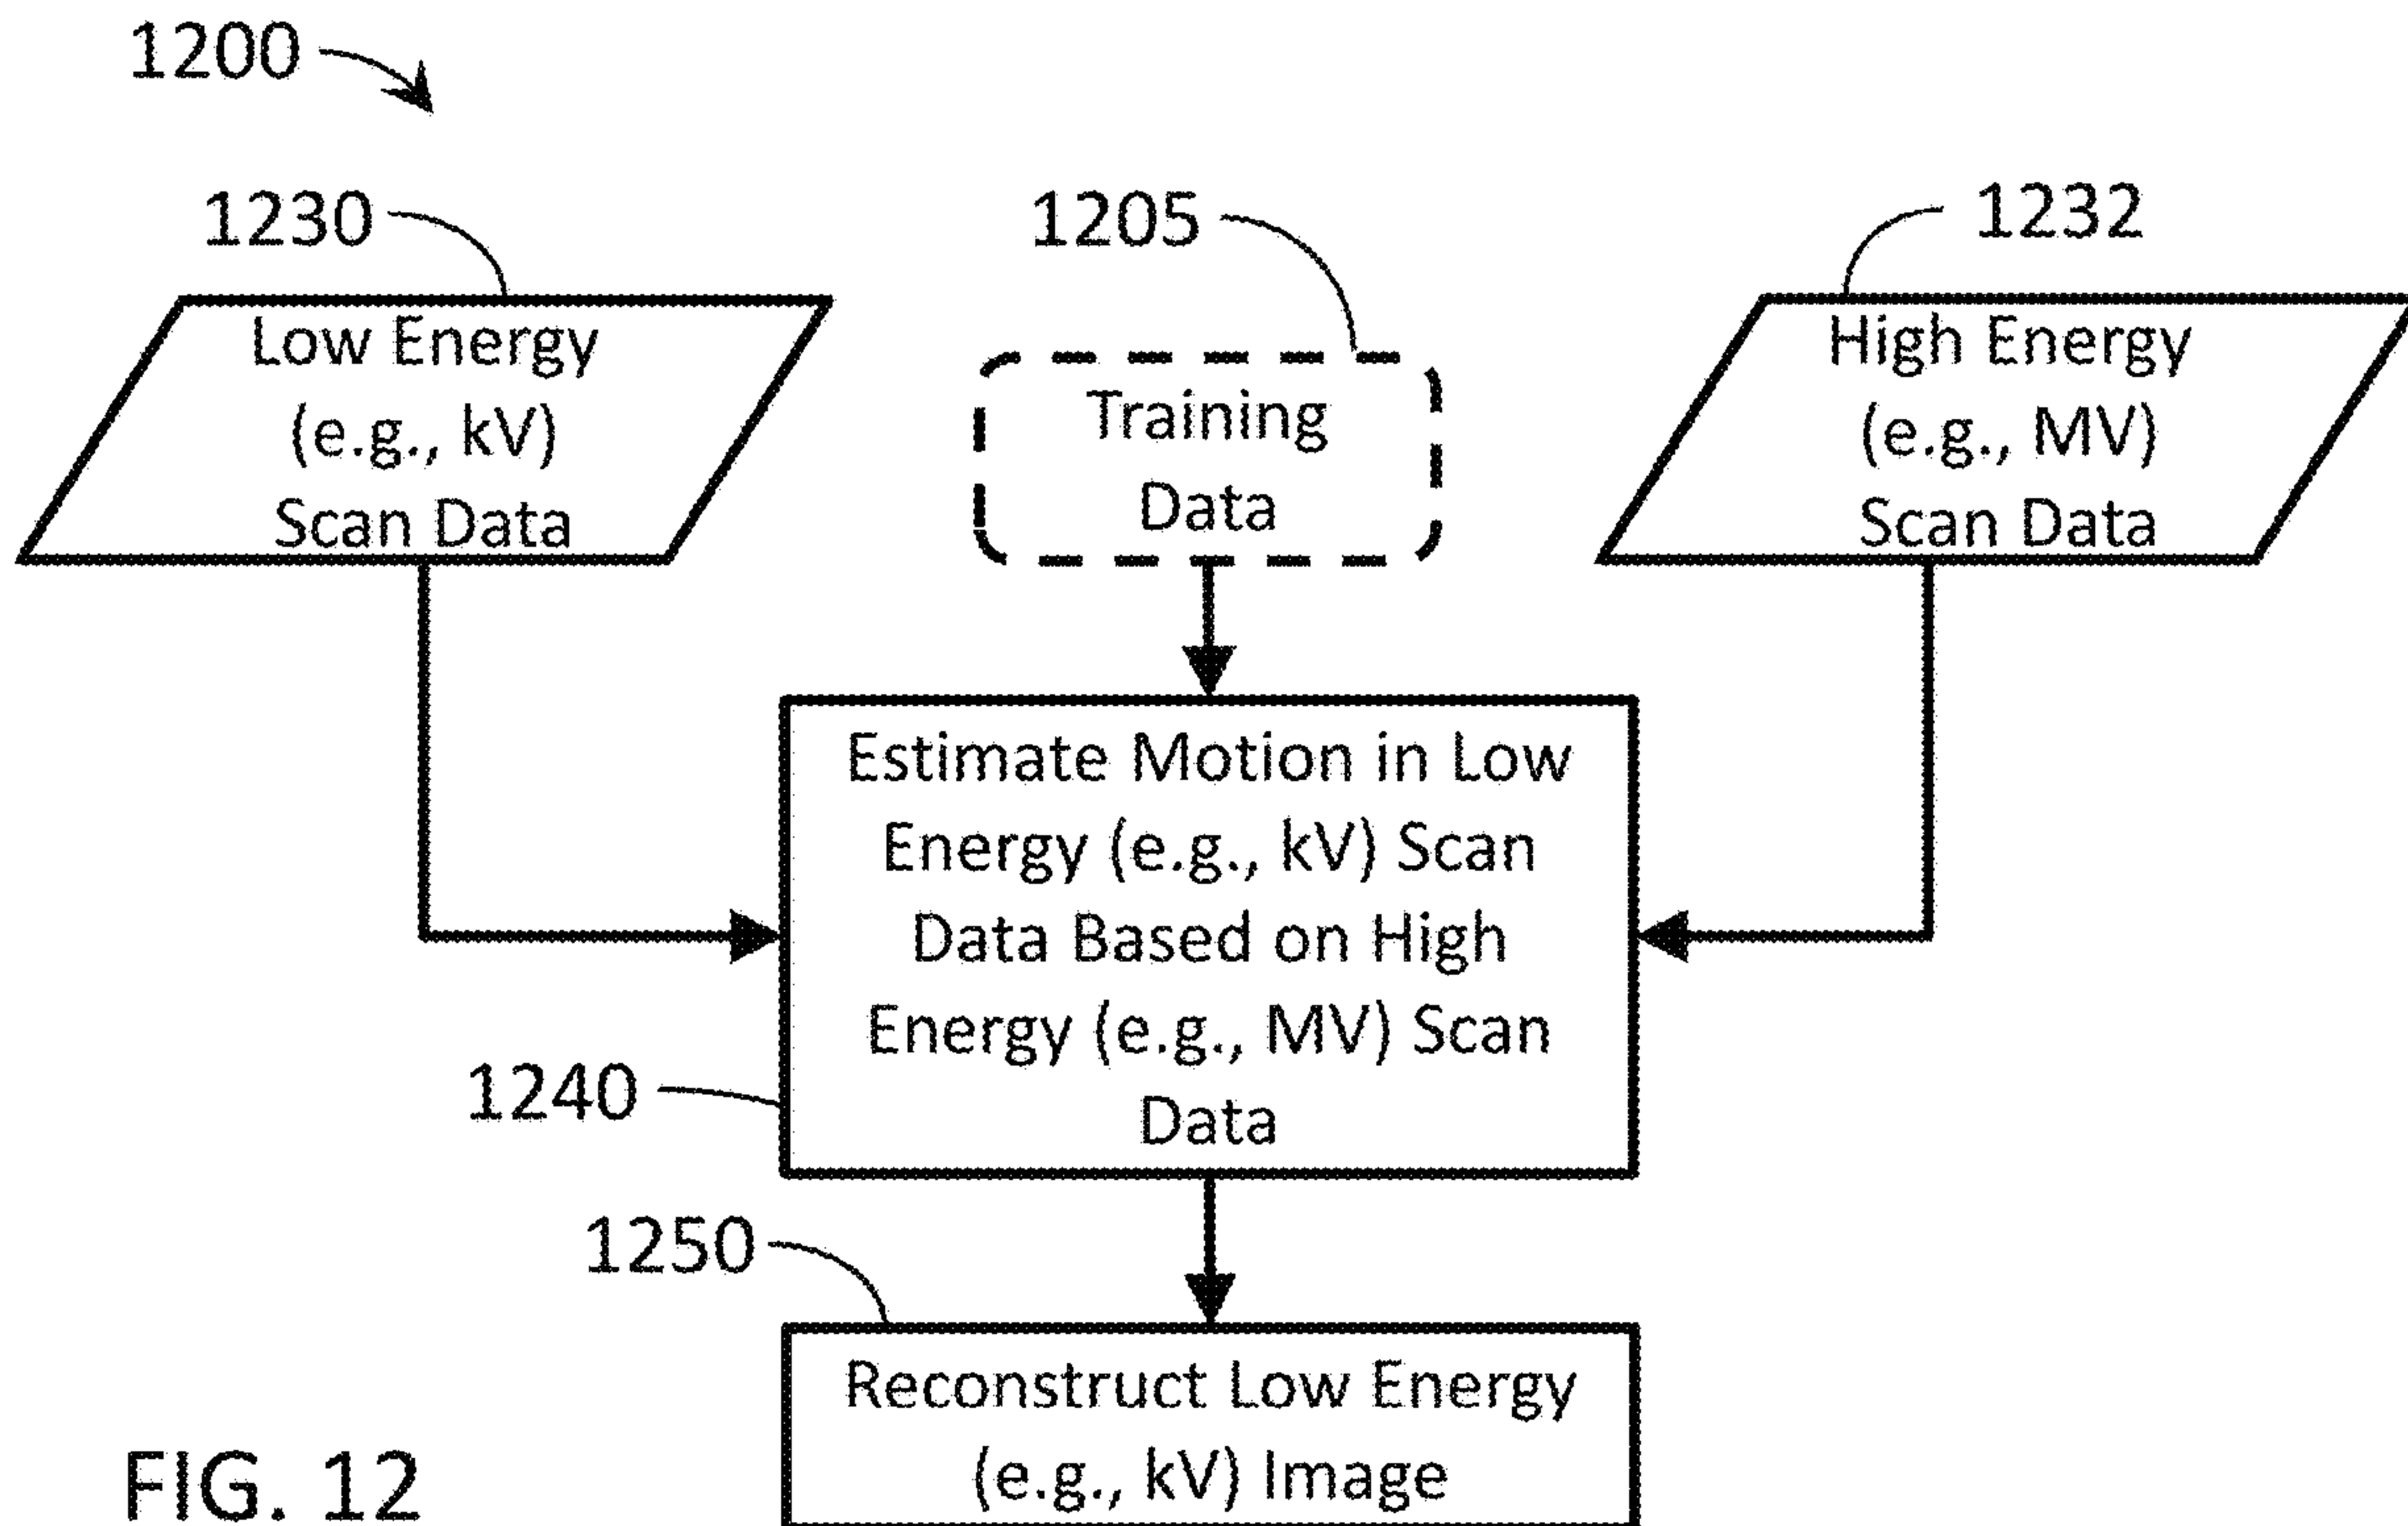 1200
1230
1205
1232
Low Energy
(e.g., kV)
Scan Data
Training
Data
High Energy
(e.g., MV)
Scan Data
Estimate Motion in Low
Energy (e.g., kV) Scan
Data Based on High
Energy (e.g., MV) Scan
Data
1240
1250
Reconstruct Low Energy
(e.g., kV) Image
FIG. 12